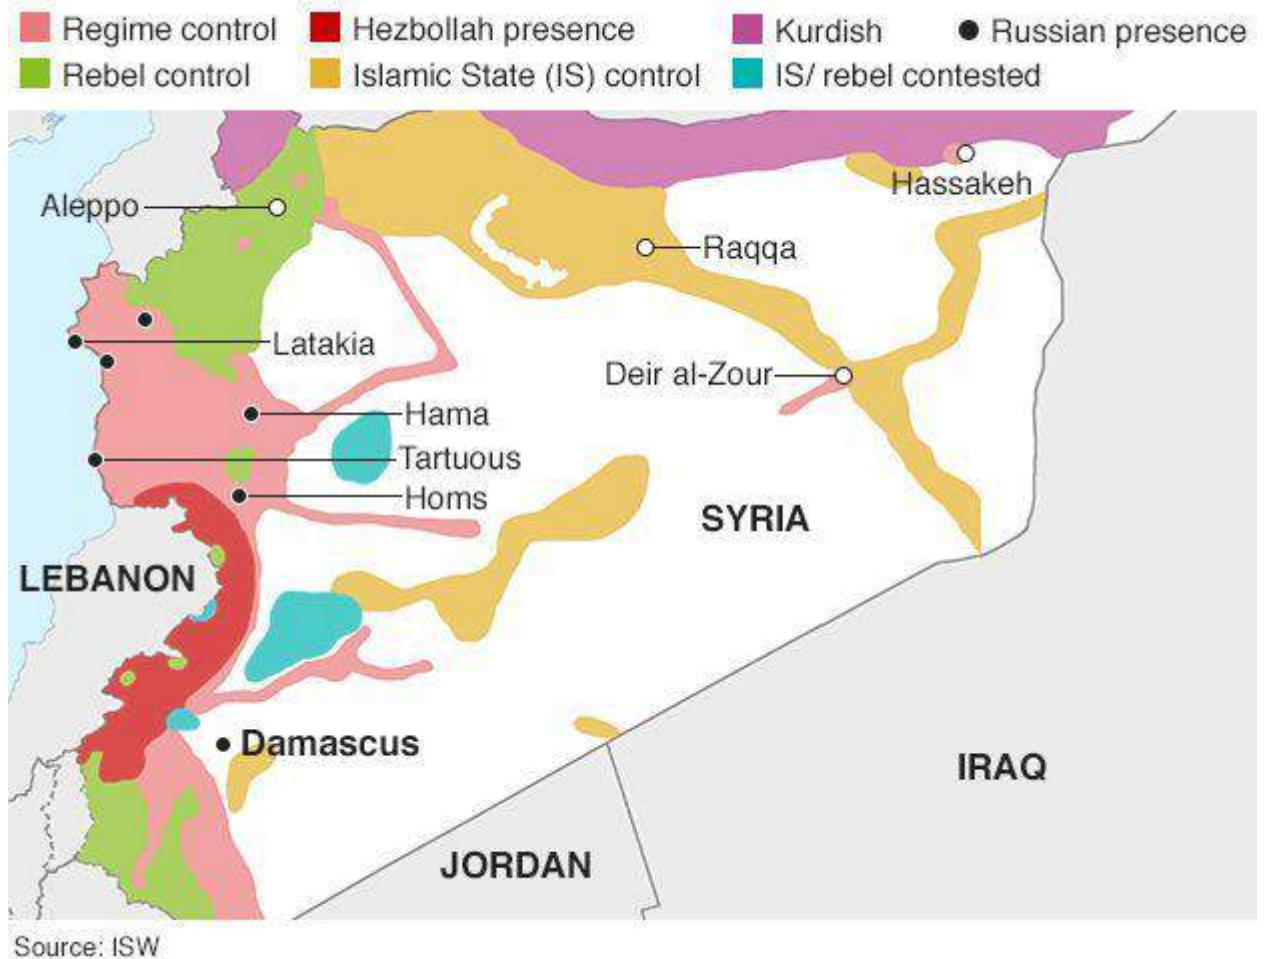 Regime control
Hezbollah presence
Kurdish
Russian presence
Rebel control
Islamic State (IS) control
IS/ rebel contested
Hassakeh
Aleppo
Raqqa
Latakia
Deir al-Zour
Hama
Tartuous
Homs
SYRIA
LEBANON
Damascus
IRAQ
JORDAN
Source: ISW